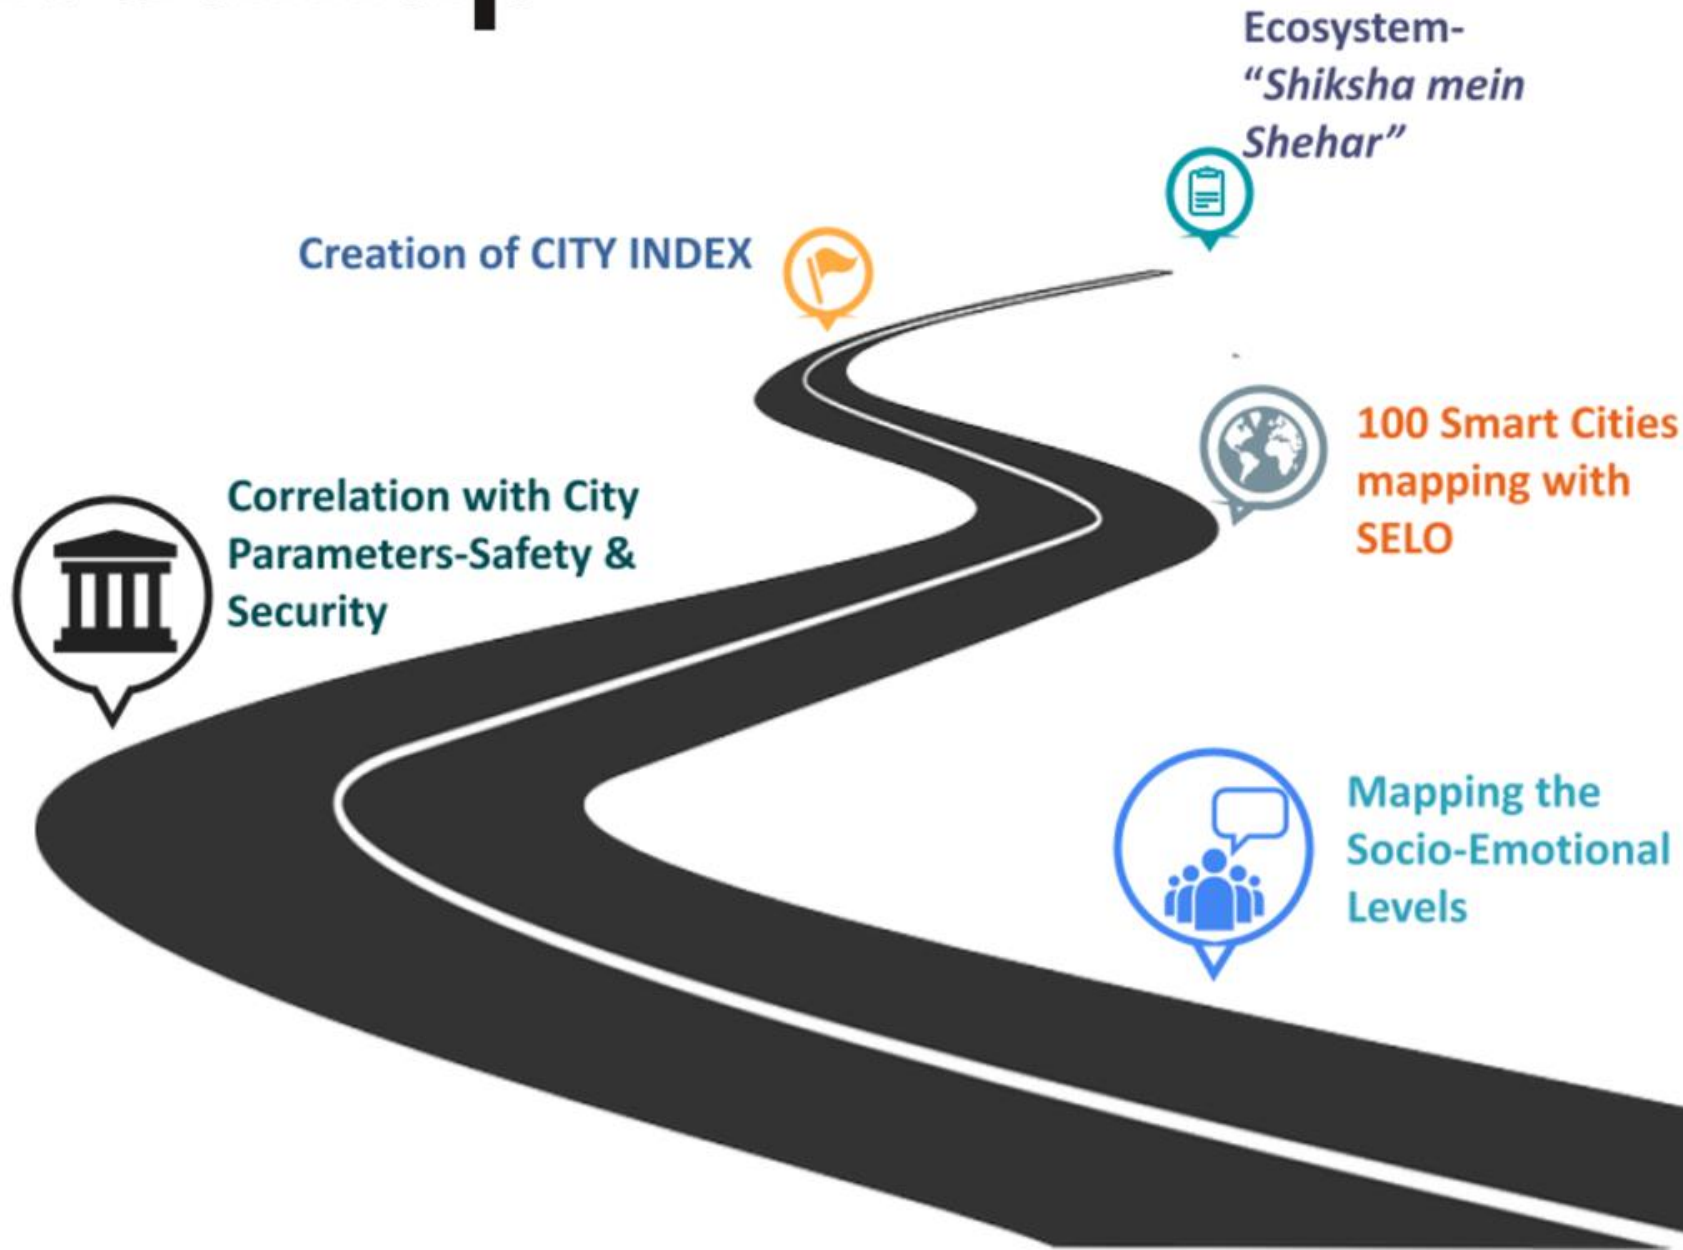 Ecosystem-
“Shiksha mein
Shehar”
Creation of CITY INDEX
100 Smart Cities
mapping with
SELO
Correlation with City
Parameters-Safety &
Security
Mapping the
Socio-Emotional
Levels